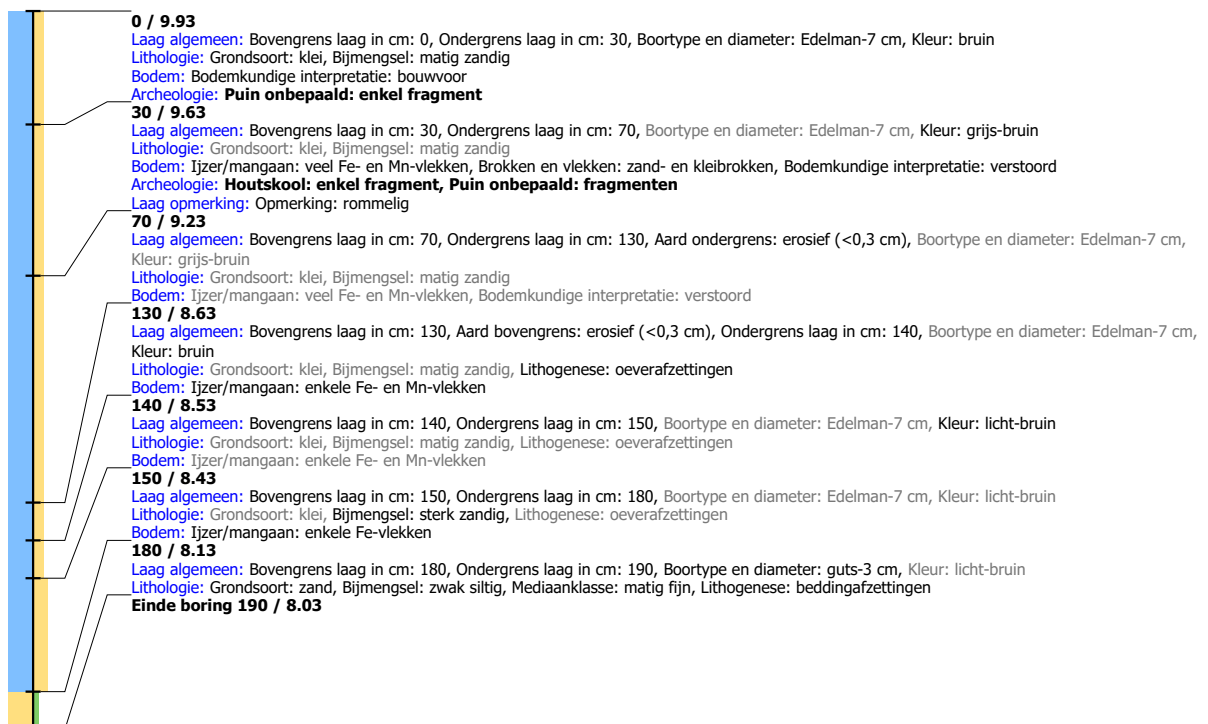 0 / 9.93
Laag algemeen: Bovengrens laag in cm: 0, Ondergrens laag in cm: 30, Boortype en diameter: Edelman-7 cm, Kleur: bruin
Lithologie: Grondsoort: klei, Bijmengsel: matig zandig
Bodem: Bodemkundige interpretatie: bouwvoor
Archeologie: Puin onbepaald: enkel fragment
30 / 9.63
Laag algemeen: Bovengrens laag in cm: 30, Ondergrens laag in cm: 70, Boortype en diameter: Edelman-7 cm, Kleur: grijs-bruin
Lithologie: Grondsoort: klei, Bijmengsel: matig zandig
Bodem: Ijzer/mangaan: veel Fe- en Mn-vlekken, Brokken en vlekken: zand- en kleibrokken, Bodemkundige interpretatie: verstoord
Archeologie: Houtskool: enkel fragment, Puin onbepaald: fragmenten
Laag opmerking: Opmerking: rommelig
70 / 9.23
Laag algemeen: Bovengrens laag in cm: 70, Ondergrens laag in cm: 130, Aard ondergrens: erosief (<0,3 cm), Boortype en diameter: Edelman-7 cm,
Kleur: grijs-bruin
Lithologie: Grondsoort: klei, Bijmengsel: matig zandig
Bodem: Ijzer/mangaan: veel Fe- en Mn-vlekken, Bodemkundige interpretatie: verstoord
130 / 8.63
Laag algemeen: Bovengrens laag in cm: 130, Aard bovengrens: erosief (<0,3 cm), Ondergrens laag in cm: 140, Boortype en diameter: Edelman-7 cm,
Kleur: bruin
Lithologie: Grondsoort: klei, Bijmengsel: matig zandig, Lithogenese: oeverafzettingen
Bodem: Ijzer/mangaan: enkele Fe- en Mn-vlekken
140 / 8.53
Laag algemeen: Bovengrens laag in cm: 140, Ondergrens laag in cm: 150, Boortype en diameter: Edelman-7 cm, Kleur: licht-bruin
Lithologie: Grondsoort: klei, Bijmengsel: matig zandig, Lithogenese: oeverafzettingen
Bodem: Ijzer/mangaan: enkele Fe- en Mn-vlekken
150 / 8.43
Laag algemeen: Bovengrens laag in cm: 150, Ondergrens laag in cm: 180, Boortype en diameter: Edelman-7 cm, Kleur: licht-bruin
Lithologie: Grondsoort: klei, Bijmengsel: sterk zandig, Lithogenese: oeverafzettingen
Bodem: Ijzer/mangaan: enkele Fe-vlekken
180 / 8.13
Laag algemeen: Bovengrens laag in cm: 180, Ondergrens laag in cm: 190, Boortype en diameter: guts-3 cm, Kleur: licht-bruin
Lithologie: Grondsoort: zand, Bijmengsel: zwak siltig, Mediaanklasse: matig fijn, Lithogenese: beddingafzettingen
Einde boring 190 / 8.03